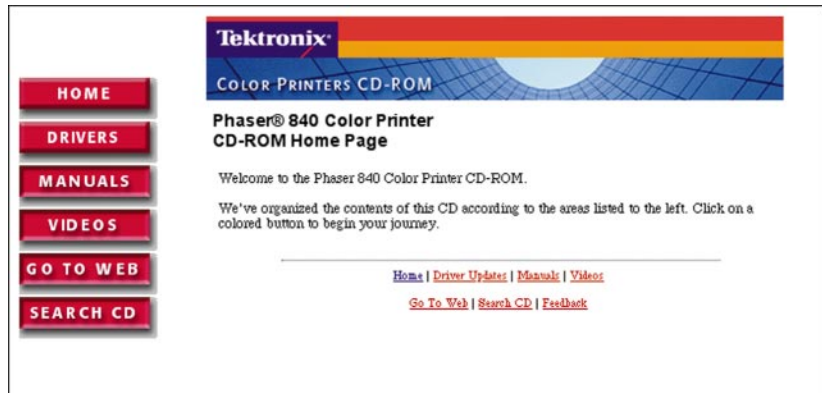 HOME
DRIVERS
MANUALS
VIDEOS
GO TO WEB
SEARCH CD
Tektronix
COLOR PRINTERS CD-ROM
Phaser® 840 Color Printer
CD-ROM Home Page
Welcome to the Phaser 840 Color Printer CD-ROM.
We've organized the contents of this CD according to the areas listed to the left. Click on a
colored button to begin your journey.
Home | Driver Updates | Manuals | Videos
Go To Web | Search CD | Feedback